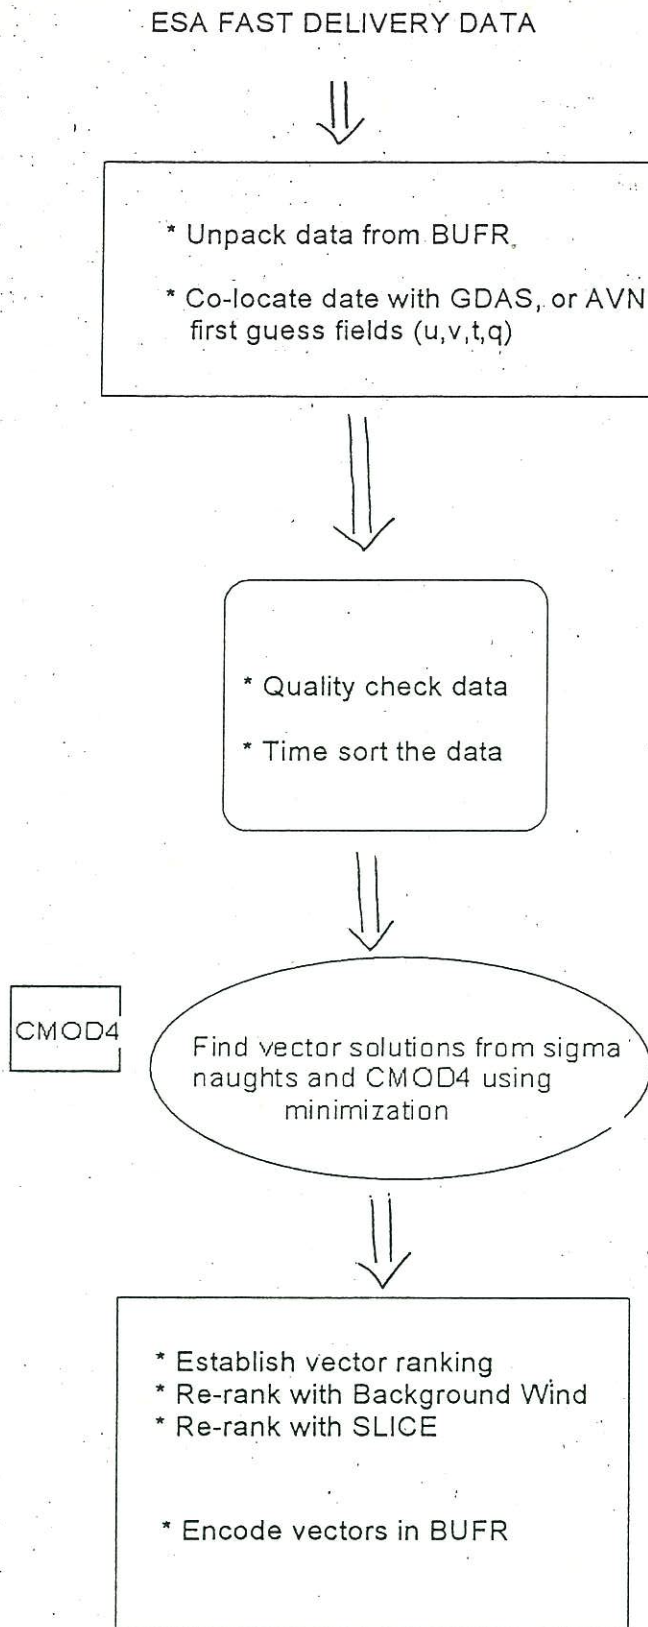 ESA FAST DELIVERY DATA
* Unpack data from BUFR,
* Co-locate date with GDAS, or AVN
first guess fields (u,v,t,q)
* Quality check data
* Time sort the data
CMOD4
Find vector solutions from sigma
naughts and CMOD4 using
minimization
* Establish vector ranking
* Re-rank with Background Wind
* Re-rank with SLICE
* Encode vectors in BUFR